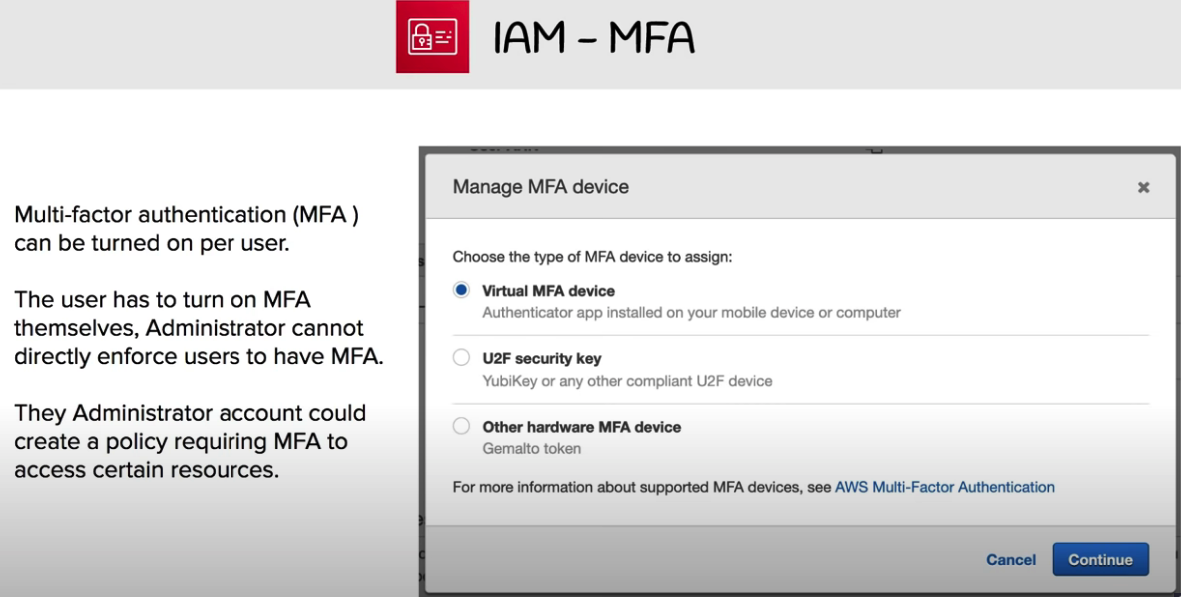 IAM – MFA
Multi-factor authentication (MFA )
can be turned on per user.
The user has to turn on MFA
themselves, Administrator cannot
directly enforce users to have MFA.
They Administrator account could
create a policy requiring MFA to
access certain resources.
Manage MFA device
Choose the type of MFA device to assign:
Virtual MFA device
Authenticator app installed on your mobile device or computer
U2F security key
YubiKey or any other compliant U2F device
Other hardware MFA device
Gemalto token
For more information about supported MFA devices, see AWS Multi-Factor Authentication
Cancel Continue